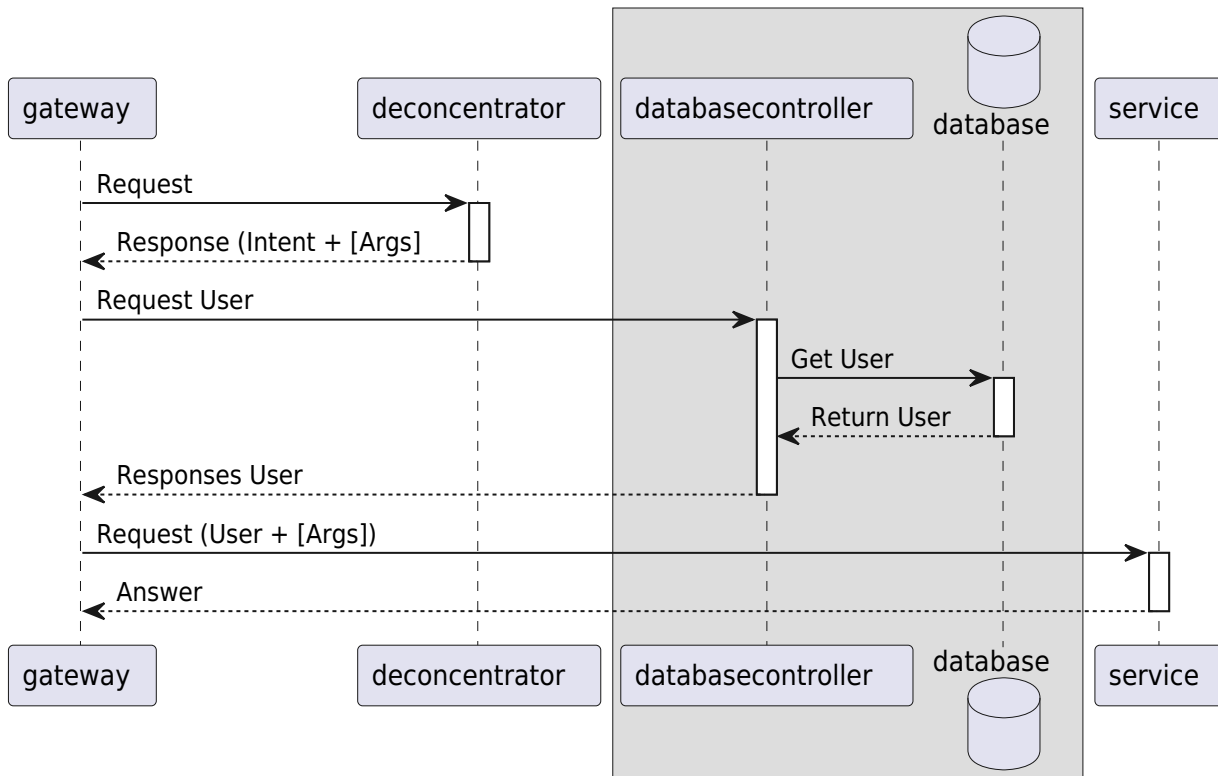 gateway
deconcentrator
databasecontroller
database
service
Request
Response (Intent + [Args]
Request User
Get User
Return User
Responses User
Request (User + [Args])
Answer
gateway
deconcentrator
databasecontroller
database
service